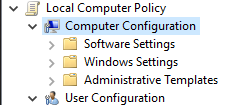 Local Computer Policy
Computer Configuration
Software Settings
Windows Settings
Administrative Templates
User Configuration